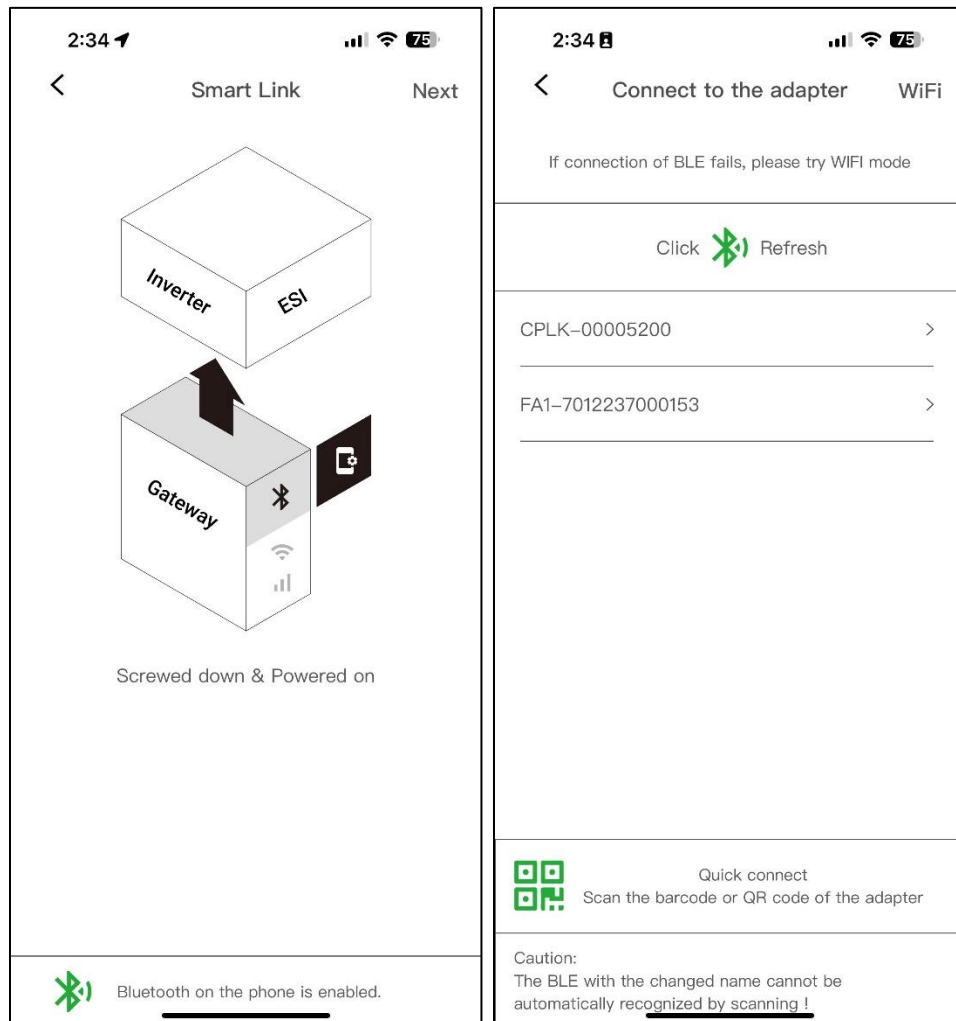 2:34
75
Smart Link
Next
Inverter
ESI
Gateway
Screwed down & Powered on
Bluetooth on the phone is enabled.
2:34
75
Connect to the adapter
WiFi
If connection of BLE fails, please try WIFI mode
Click Refresh
CPLK-00005200
FA1-7012237000153
Quick connect
Scan the barcode or QR code of the adapter
Caution:
The BLE with the changed name cannot be
automatically recognized by scanning !